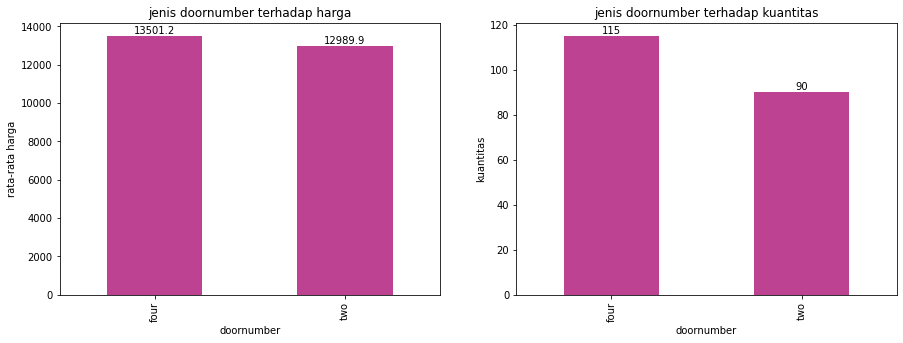 jenis doornumber terhadap harga
14000
12000
10000
8000
6000
4000
2000
0
rata-rata harga
13501.2
12989.9
four
two
doornumber
jenis doornumber terhadap kuantitas
120
100
80
60
40
20
0
kuantitas
115
90
four
two
doornumber